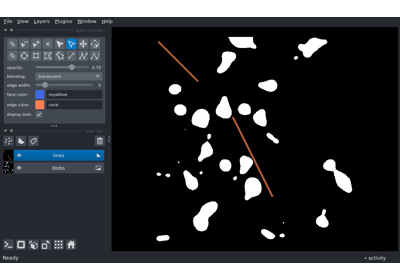 File View Layers Plugins Window Help
opacity: 0.70
blending: translucent
edge width: 5
face color: royalblue
edge color: coral
display text:
lines
blobs
Ready activity